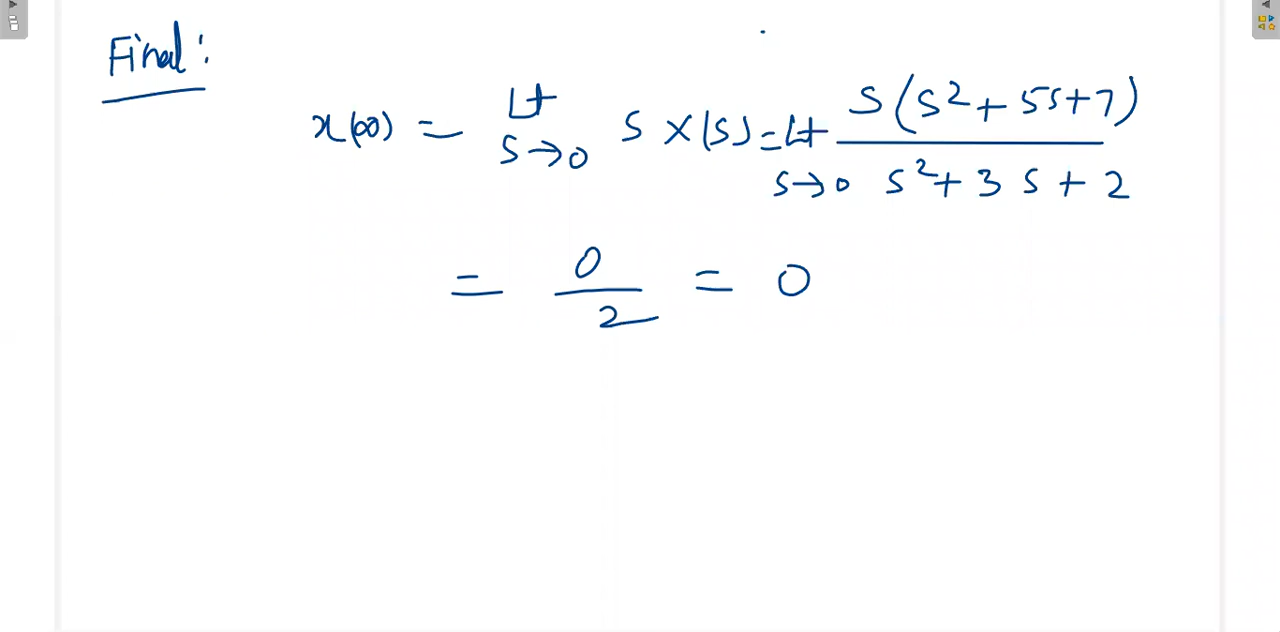 Final:
x(∞) = Lt s→0 s X(s) = Lt s→0 s(s²+5s+7) / s²+3s+2
= 0/2 = 0